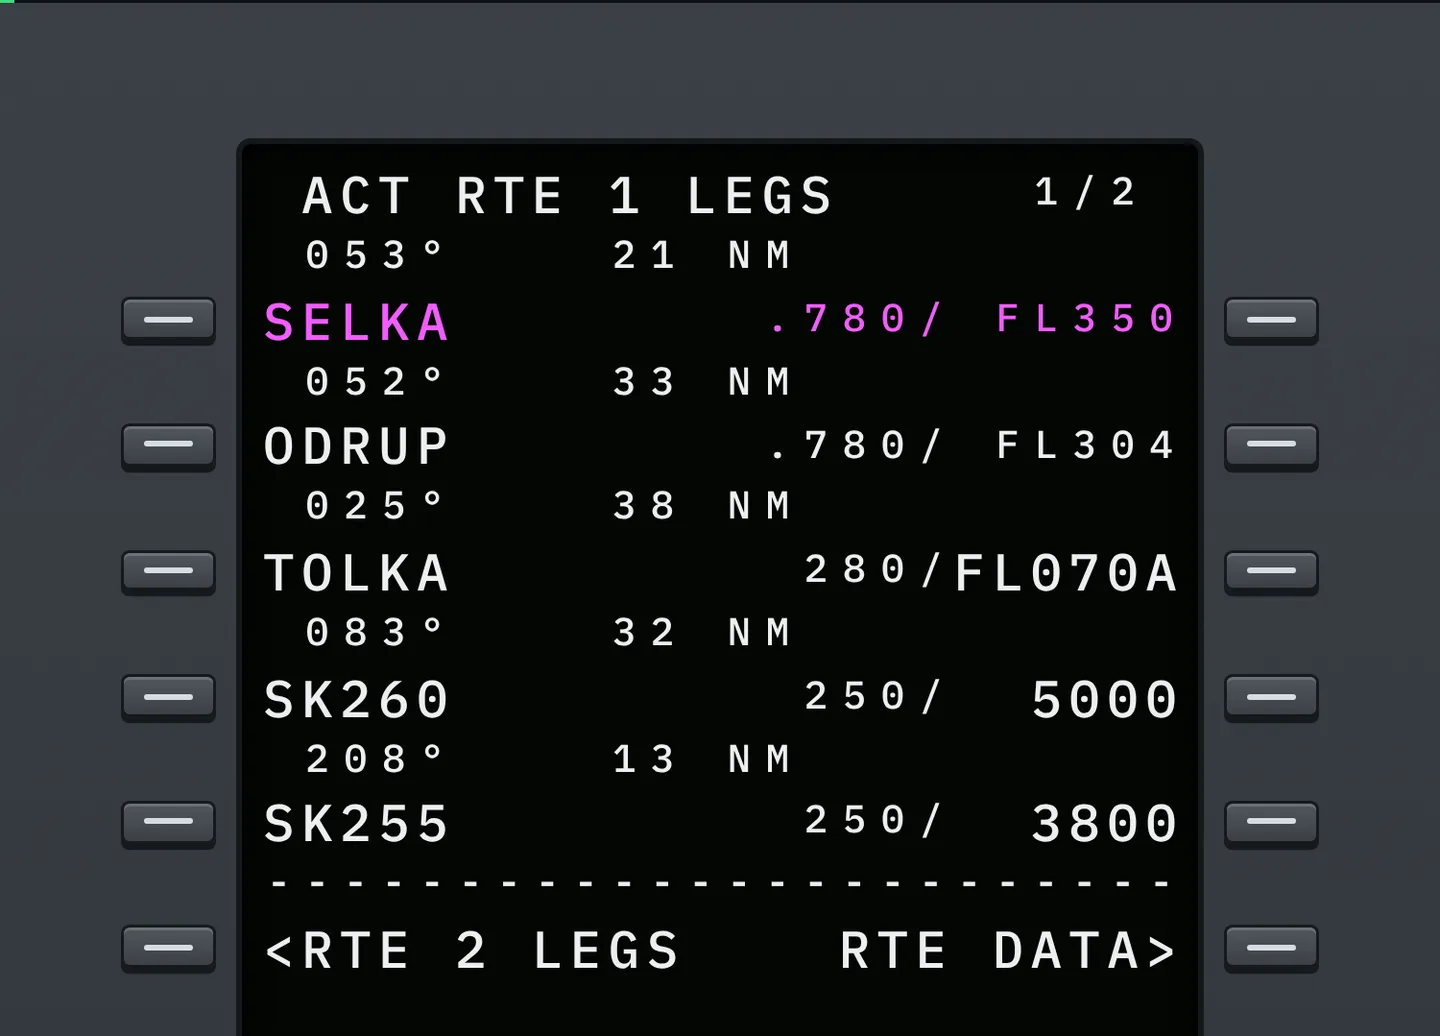 ACT RTE 1 LEGS 1/2
053° 21 NM
SELKA .780/ FL350
052° 33 NM
ODRUP .780/ FL304
025° 38 NM
TOLKA 280/FL070A
083° 32 NM
SK260 250/ 5000
208° 13 NM
SK255 250/ 3800
------------------------
<RTE 2 LEGS RTE DATA>